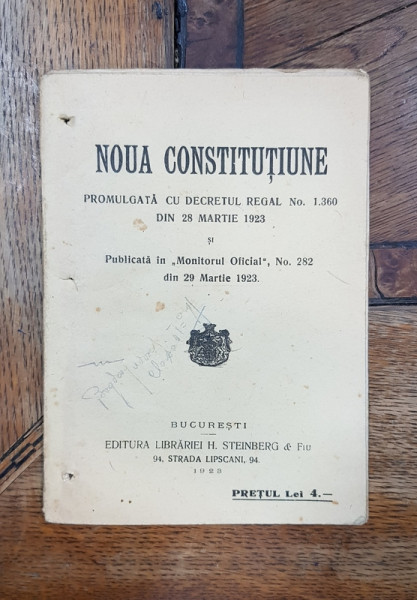 NOUA CONSTITUȚIUNE
PROMULGATĂ CU DECRETUL REGAL No. 1.360
DIN 28 MARTIE 1923
ȘI
Publicată in „Monitorul Oficial“, No. 282
din 29 Martie 1923.
BUCUREȘTI
EDITURA LIBRĂRIEI H. STEINBERG & FIU
94, STRADA LIPSCANI, 94.
1923
PREȚUL Lei 4.—